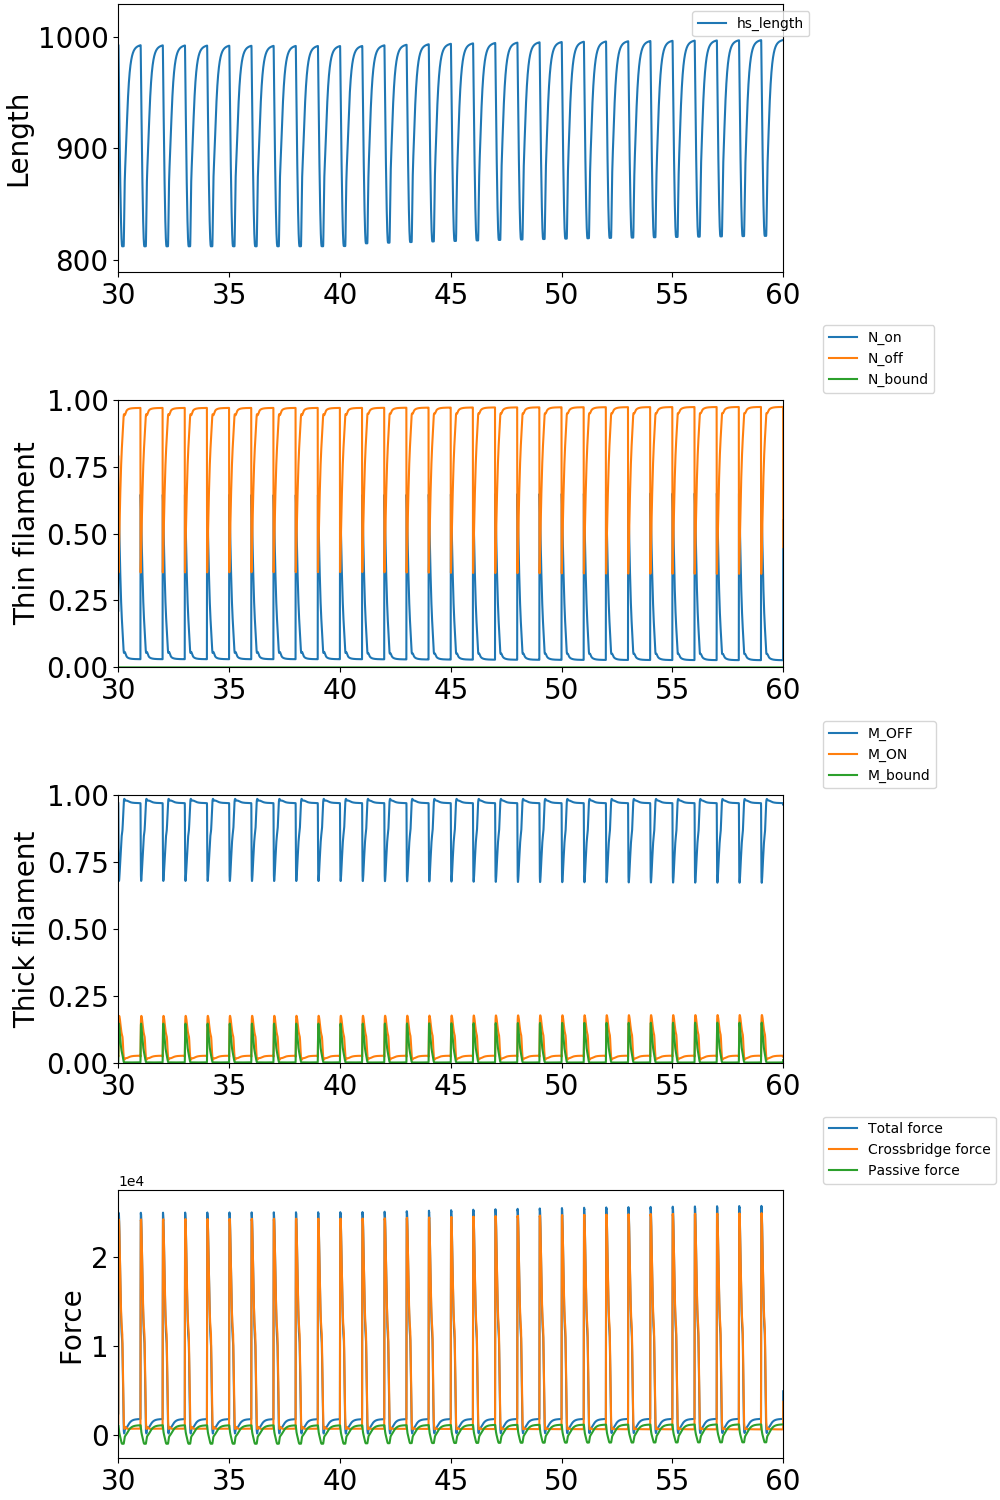 hs_length
1000
900
800
Length
30 35 40 45 50 55 60
N_on
N_off
N_bound
1.00
0.75
0.50
0.25
0.00
Thin filament
30 35 40 45 50 55 60
M_OFF
M_ON
M_bound
1.00
0.75
0.50
0.25
0.00
Thick filament
30 35 40 45 50 55 60
Total force
Crossbridge force
Passive force
1e4
2
1
0
Force
30 35 40 45 50 55 60